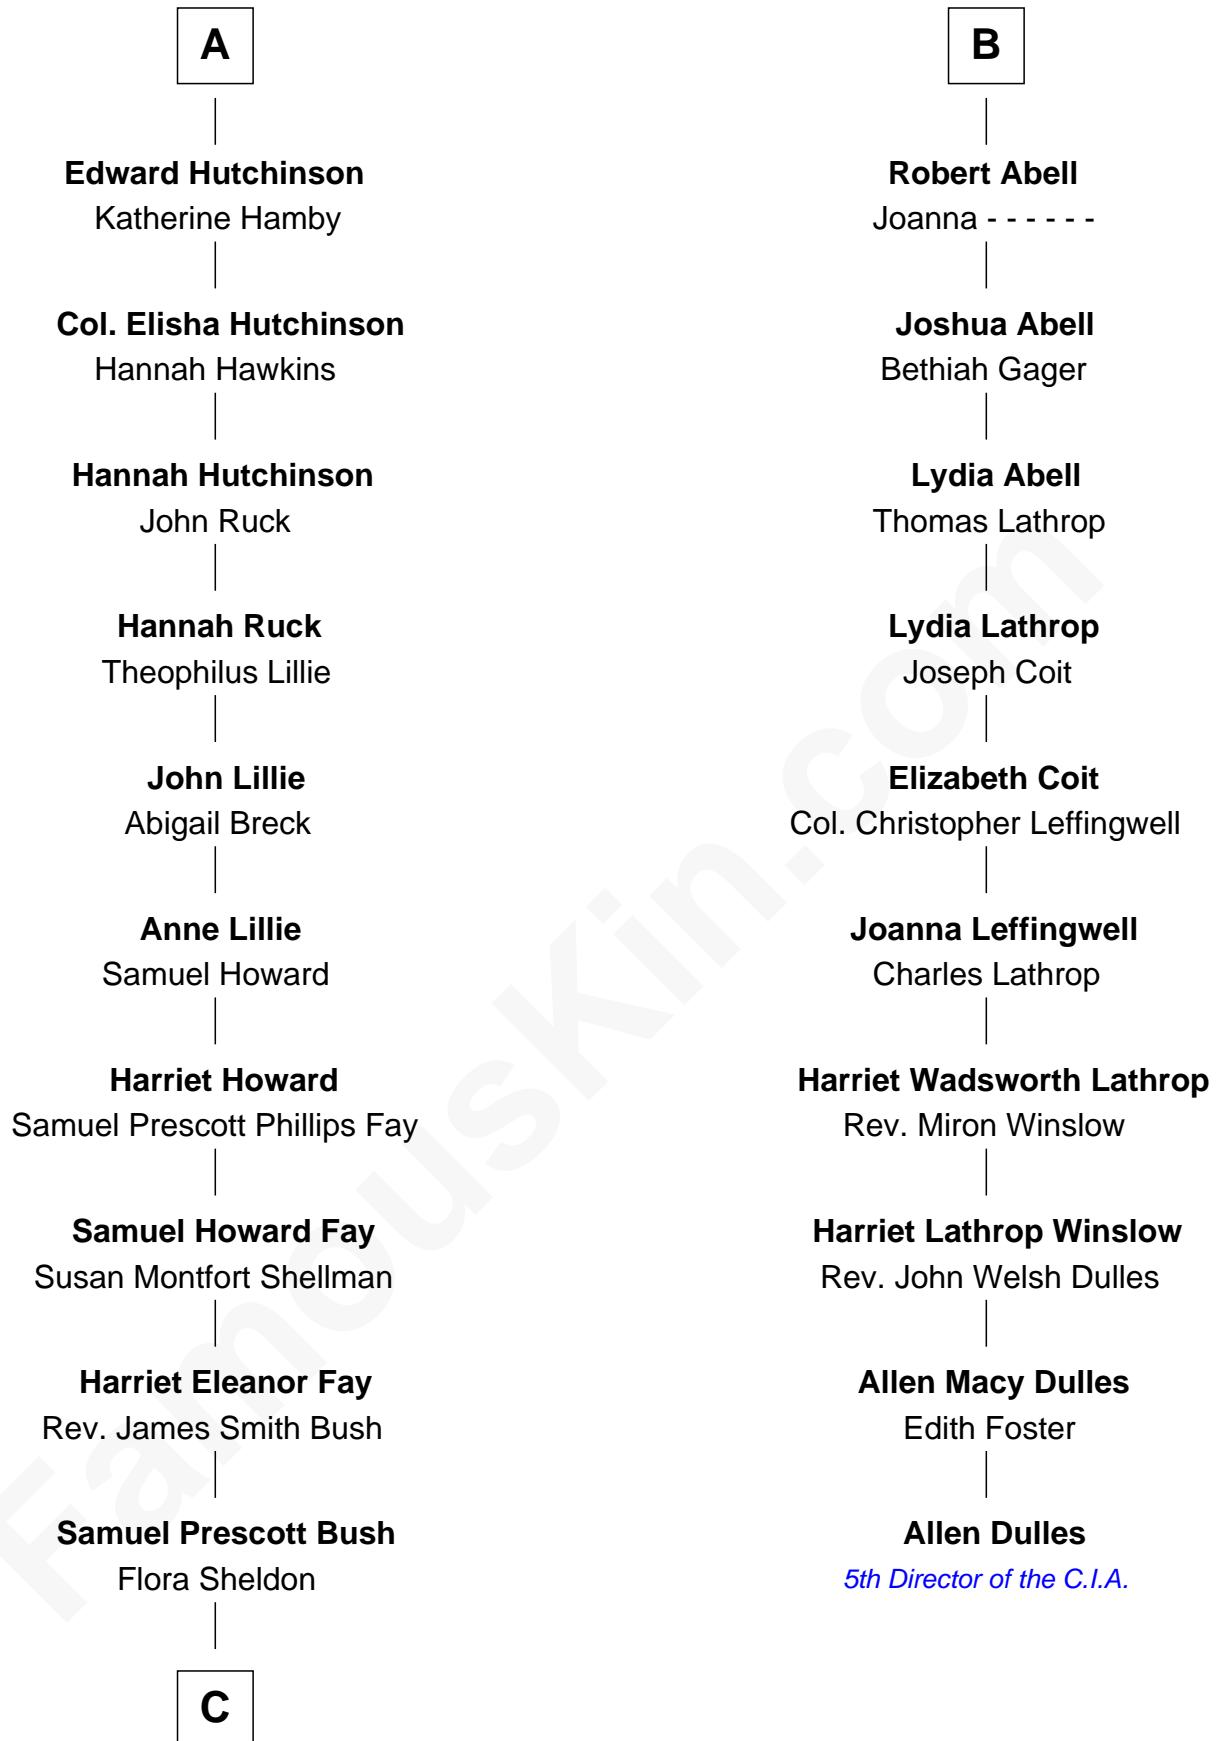 A
Edward Hutchinson
Katherine Hamby
Col. Elisha Hutchinson
Hannah Hawkins
Hannah Hutchinson
John Ruck
Hannah Ruck
Theophilus Lillie
John Lillie
Abigail Breck
Anne Lillie
Samuel Howard
Harriet Howard
Samuel Prescott Phillips Fay
Samuel Howard Fay
Susan Montfort Shellman
Harriet Eleanor Fay
Rev. James Smith Bush
Samuel Prescott Bush
Flora Sheldon
C
B
Robert Abell
Joanna - - - - - -
Joshua Abell
Bethiah Gager
Lydia Abell
Thomas Lathrop
Lydia Lathrop
Joseph Coit
Elizabeth Coit
Col. Christopher Leffingwell
Joanna Leffingwell
Charles Lathrop
Harriet Wadsworth Lathrop
Rev. Miron Winslow
Harriet Lathrop Winslow
Rev. John Welsh Dulles
Allen Macy Dulles
Edith Foster
Allen Dulles
5th Director of the C.I.A.
FamousKin.com